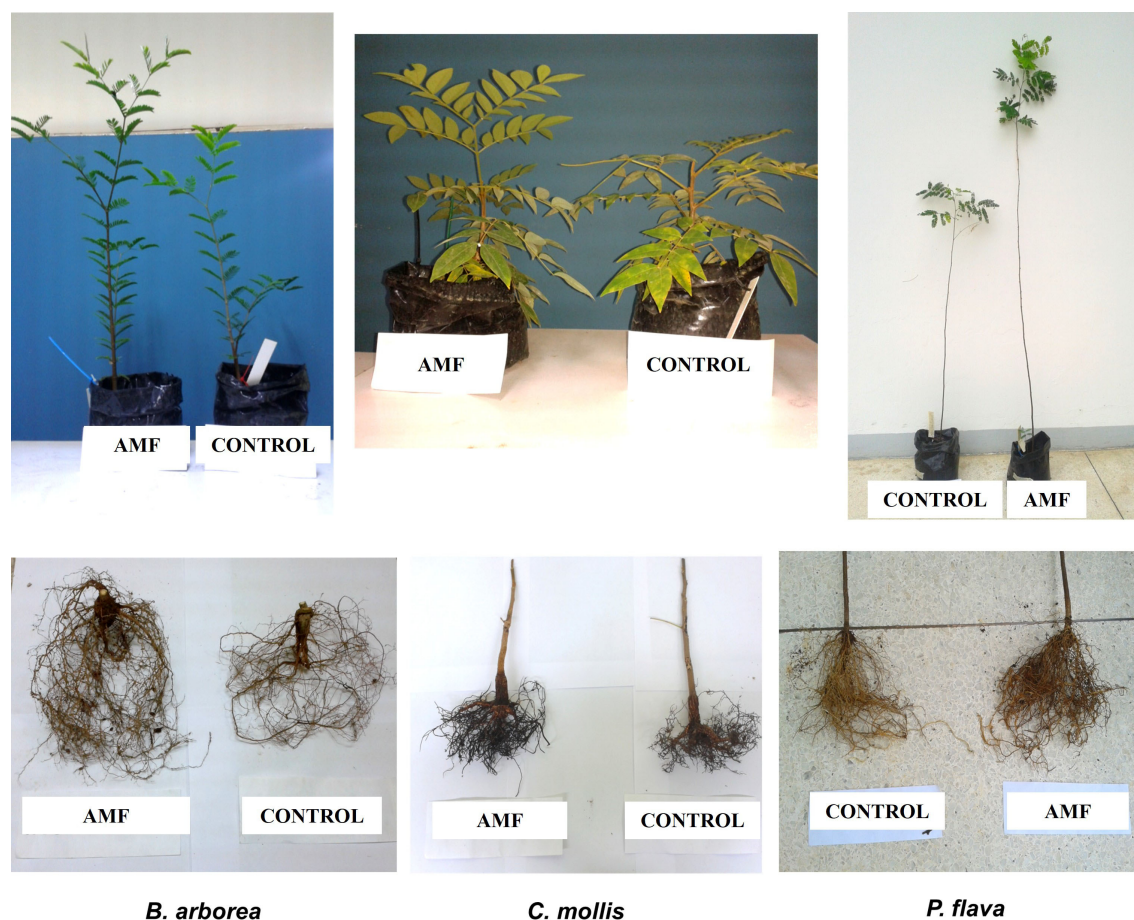 AMF
CONTROL
AMF
CONTROL
CONTROL
AMF
AMF
CONTROL
AMF
CONTROL
CONTROL
AMF
B. arborea
C. mollis
P. flava